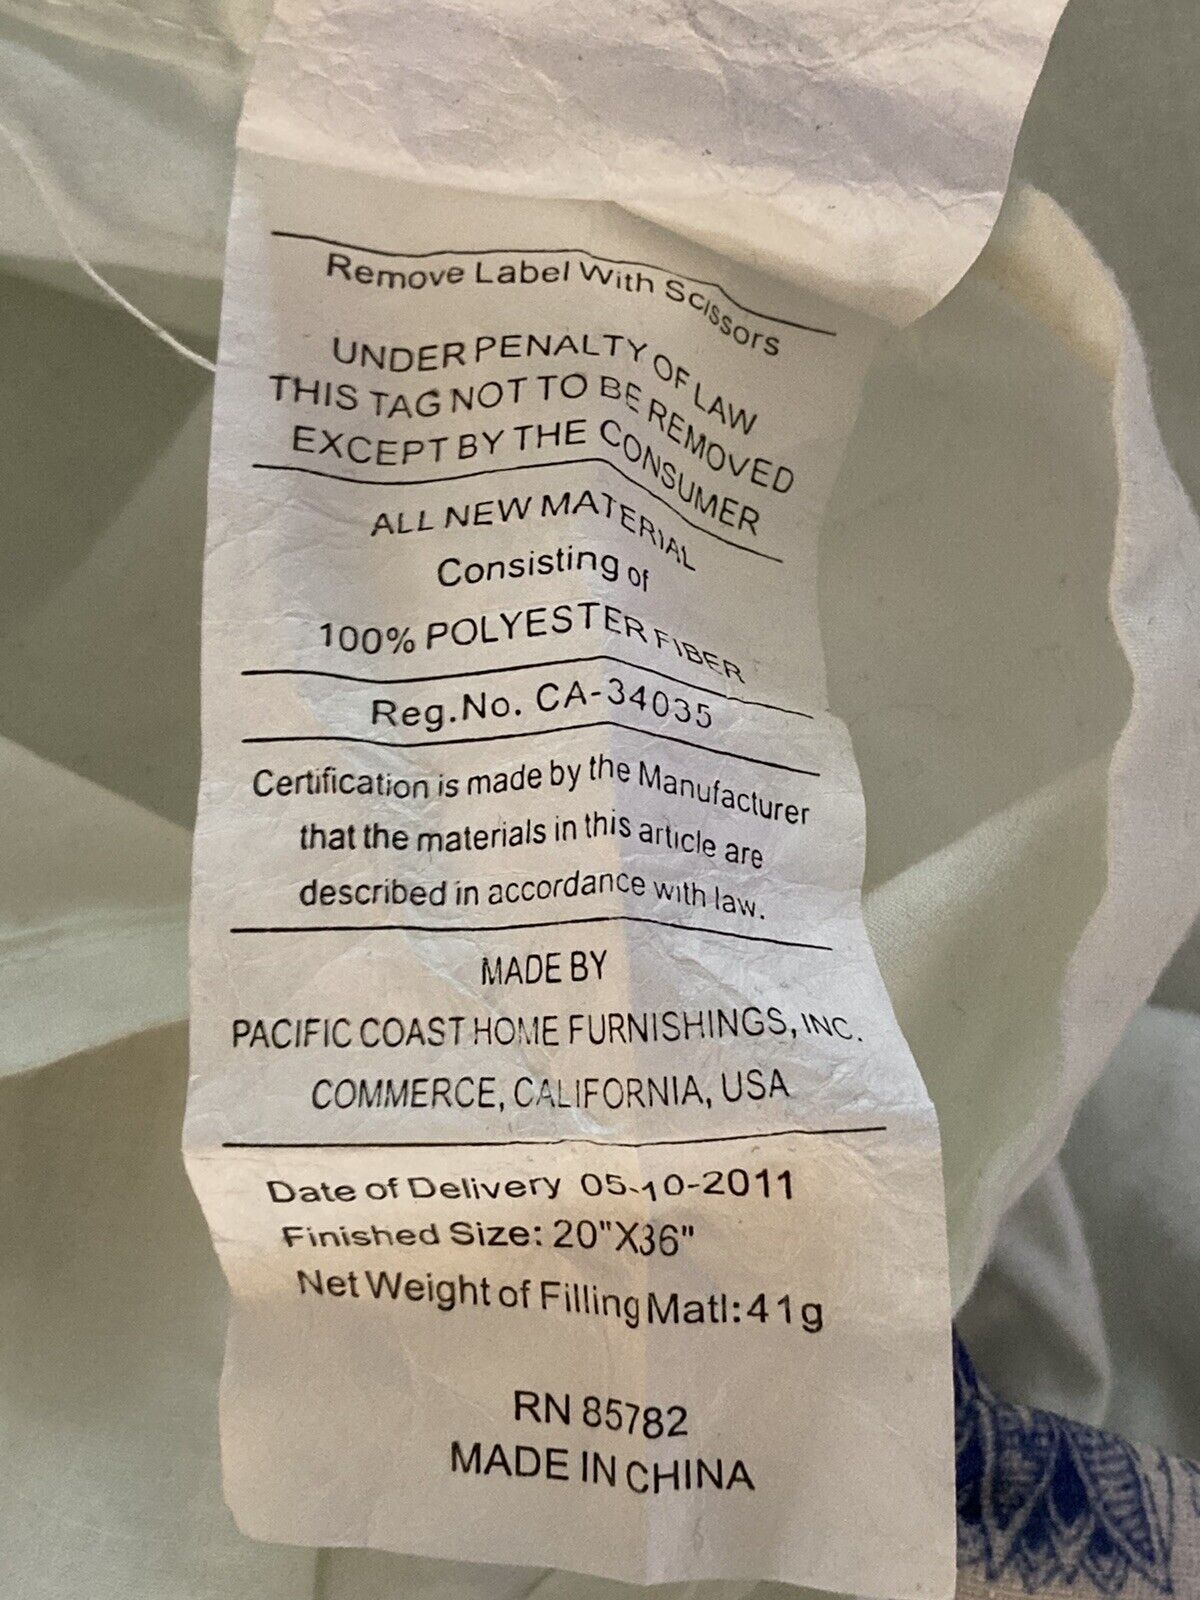 Remove Label With Scissors
UNDER PENALTY OF LAW
THIS TAG NOT TO BE REMOVED
EXCEPT BY THE CONSUMER
ALL NEW MATERIAL
Consisting of
100% POLYESTER FIBER
Reg.No. CA-34035
Certification is made by the Manufacturer
that the materials in this article are
described in accordance with law.
MADE BY
PACIFIC COAST HOME FURNISHINGS, INC.
COMMERCE, CALIFORNIA, USA
Date of Delivery 05-10-2011
Finished Size: 20"X36"
Net Weight of Filling Matl: 41g
RN 85782
MADE IN CHINA